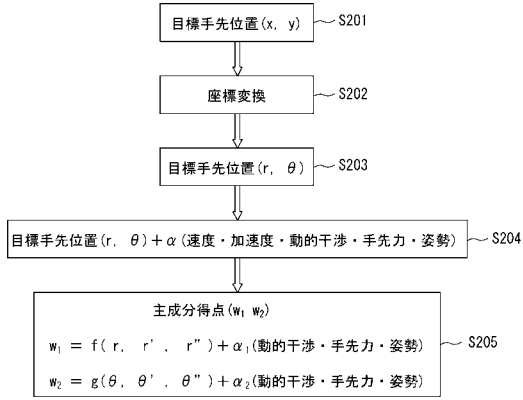 目標手先位置(x, y)
S201
座標変換
S202
目標手先位置(r, θ)
S203
目標手先位置(r, θ)+α(速度・加速度・動的干渉・手先力・姿勢)
S204
主成分得点(w₁ w₂)
w₁ = f( r, r', r")+α₁(動的干渉・手先力・姿勢)
w₂ = g(θ, θ', θ")+α₂(動的干渉・手先力・姿勢)
S205